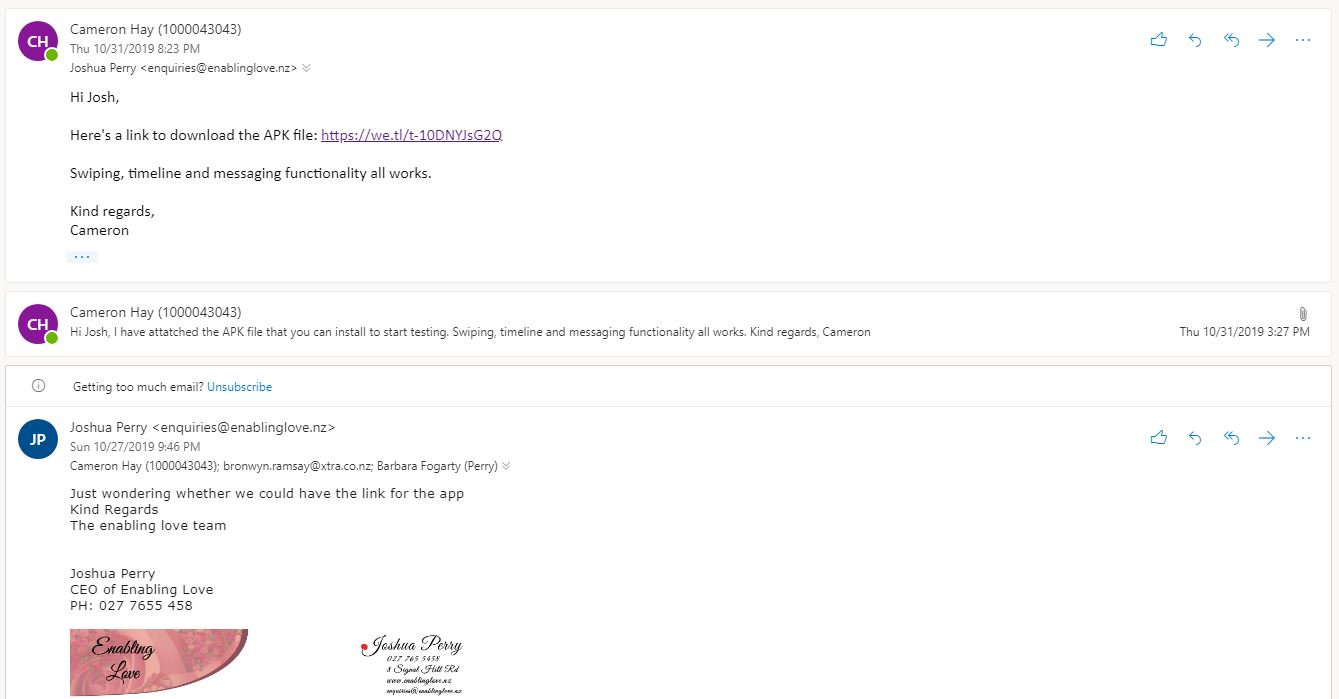 CH
Cameron Hay (1000043043)
Thu 10/31/2019 8:23 PM
Joshua Perry <enquiries@enablinglove.nz>
Hi Josh,
Here's a link to download the APK file: https://we.tl/t-10DNYJsG2Q
Swiping, timeline and messaging functionality all works.
Kind regards,
Cameron
...
CH
Cameron Hay (1000043043)
Hi Josh, I have attatched the APK file that you can install to start testing. Swiping, timeline and messaging functionality all works. Kind regards, Cameron
Thu 10/31/2019 3:27 PM
Getting too much email? Unsubscribe
JP
Joshua Perry <enquiries@enablinglove.nz>
Sun 10/27/2019 9:46 PM
Cameron Hay (1000043043); bronwyn.ramsay@xtra.co.nz; Barbara Fogarty (Perry)
Just wondering whether we could have the link for the app
Kind Regards
The enabling love team
Joshua Perry
CEO of Enabling Love
PH: 027 7655 458
Enabling
Love
Joshua Perry
027 765 5458
8 Signal Hill Rd
www.enablinglove.nz
enquiries@enablinglove.nz